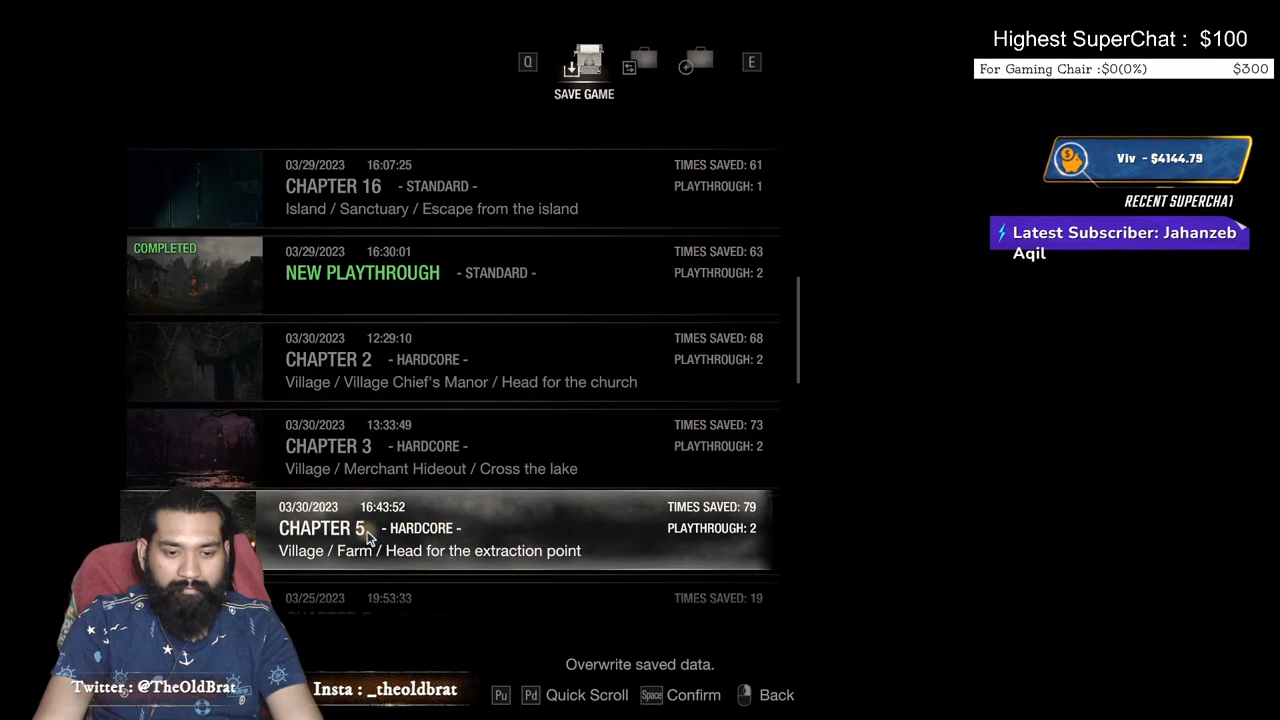 Highest SuperChat : $100
For Gaming Chair :$0(0%) $300
Q
E
SAVE GAME
Viv - $4144.79
RECENT SUPERCHAT
Latest Subscriber: Jahanzeb
Aqil
03/29/2023 16:07:25 TIMES SAVED: 61
CHAPTER 16 - STANDARD - PLAYTHROUGH: 1
Island / Sanctuary / Escape from the island
COMPLETED
03/29/2023 16:30:01 TIMES SAVED: 63
NEW PLAYTHROUGH - STANDARD - PLAYTHROUGH: 2
03/30/2023 12:29:10 TIMES SAVED: 68
CHAPTER 2 - HARDCORE - PLAYTHROUGH: 2
Village / Village Chief's Manor / Head for the church
03/30/2023 13:33:49 TIMES SAVED: 73
CHAPTER 3 - HARDCORE - PLAYTHROUGH: 2
Village / Merchant Hideout / Cross the lake
03/30/2023 16:43:52 TIMES SAVED: 79
CHAPTER 5 - HARDCORE - PLAYTHROUGH: 2
Village / Farm / Head for the extraction point
03/25/2023 19:53:33 TIMES SAVED: 19
Overwrite saved data.
Twitter : @TheOldBrat
Insta : _theoldbrat
Pu Pd Quick Scroll Space Confirm Back